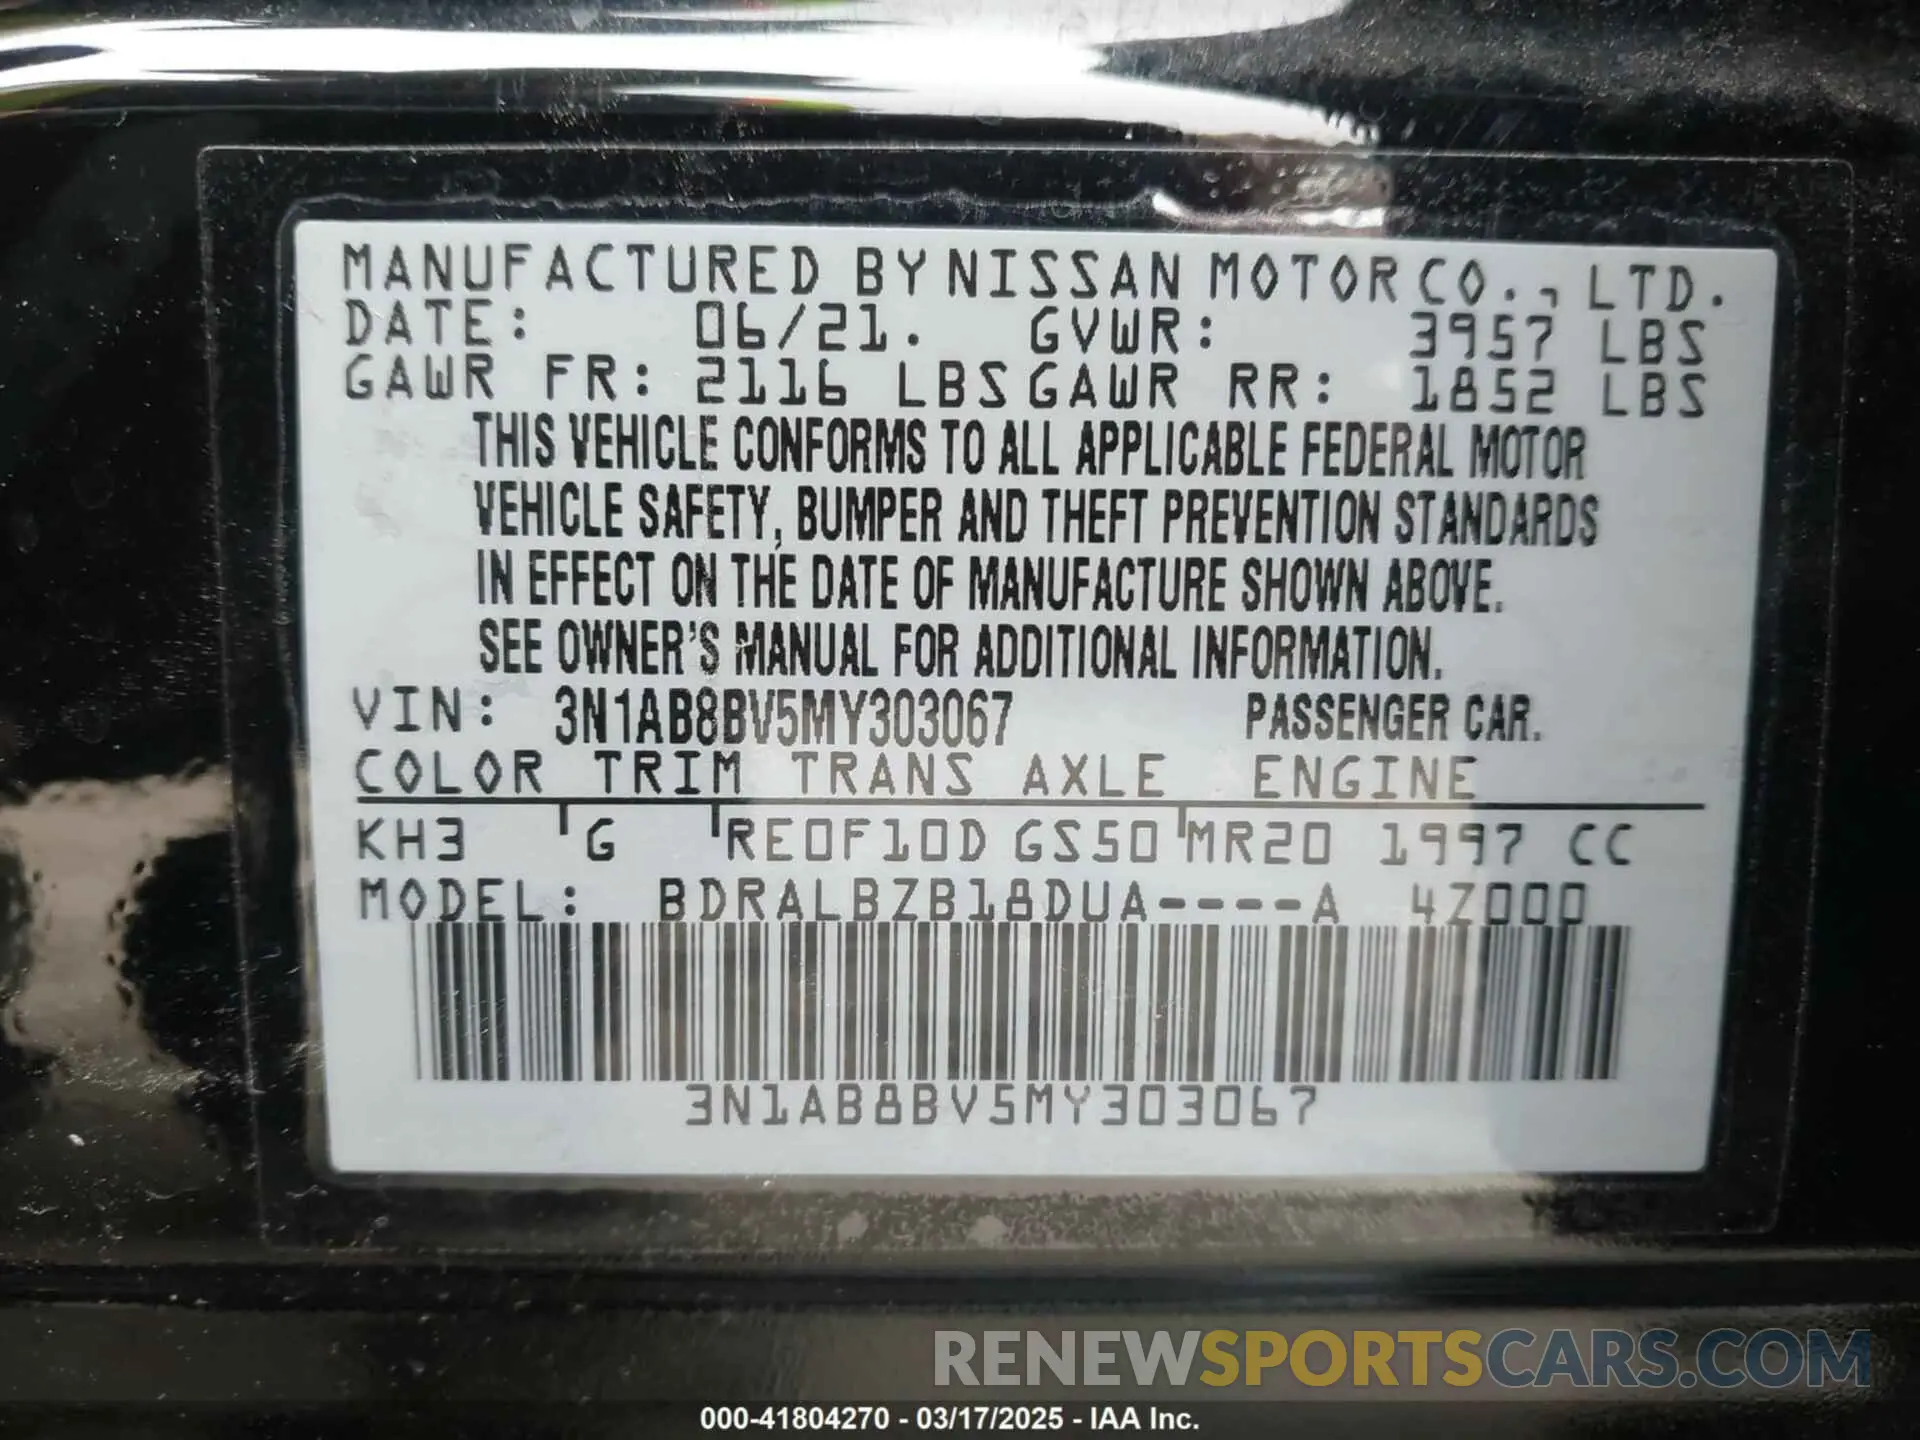 MANUFACTURED BY NISSAN MOTOR CO., LTD.
DATE: 06/21. GVWR: 3957 LBS
GAWR FR: 2116 LBS GAWR RR: 1852 LBS
THIS VEHICLE CONFORMS TO ALL APPLICABLE FEDERAL MOTOR
VEHICLE SAFETY, BUMPER AND THEFT PREVENTION STANDARDS
IN EFFECT ON THE DATE OF MANUFACTURE SHOWN ABOVE.
SEE OWNER'S MANUAL FOR ADDITIONAL INFORMATION.
VIN: 3N1AB8BV5MY303067 PASSENGER CAR.
COLOR TRIM TRANS AXLE ENGINE
KH3 G RE0F10D GS50 MR20 1997 CC
MODEL: BDRALBZB18DUA----A 4Z000
3N1AB8BV5MY303067
RENEWSPORTSCARS.COM
000-41804270 - 03/17/2025 - IAA Inc.